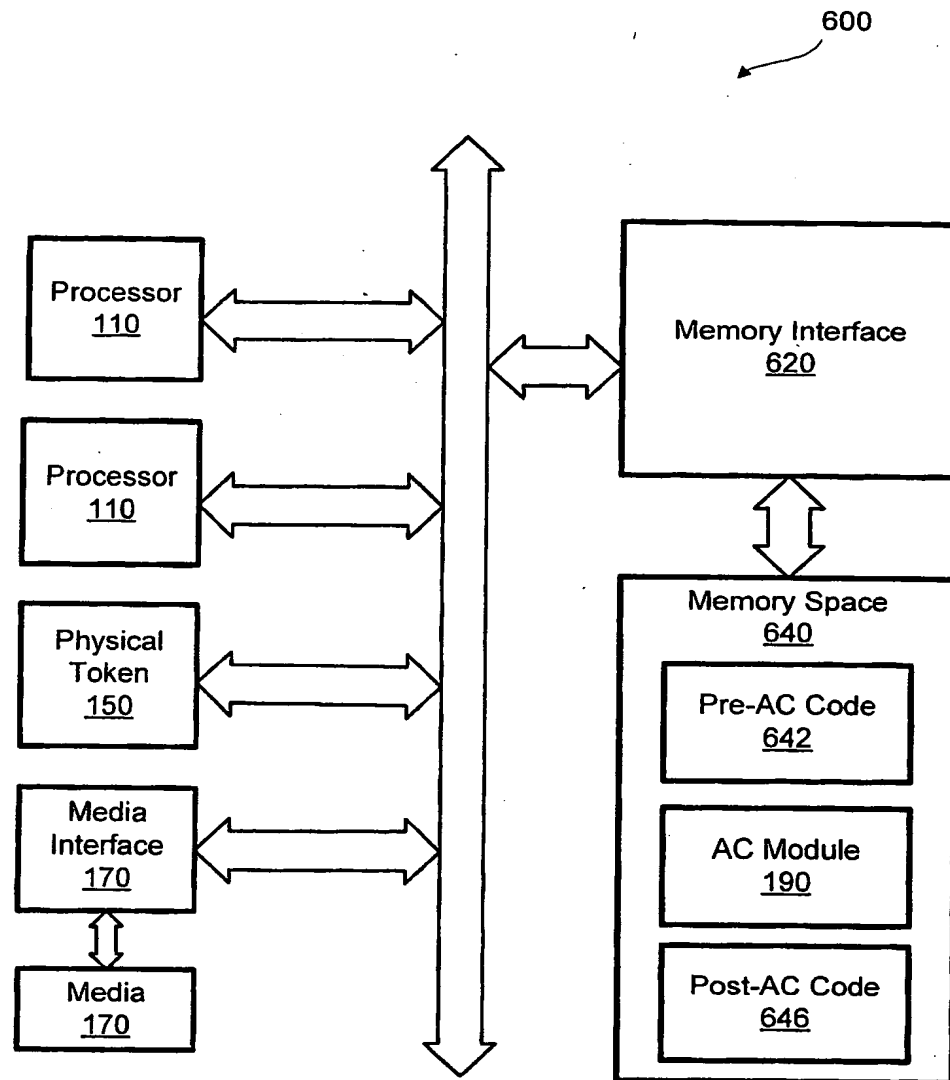 600
Processor
110
Processor
110
Physical
Token
150
Media
Interface
170
Media
170
Memory Interface
620
Memory Space
640
Pre-AC Code
642
AC Module
190
Post-AC Code
646